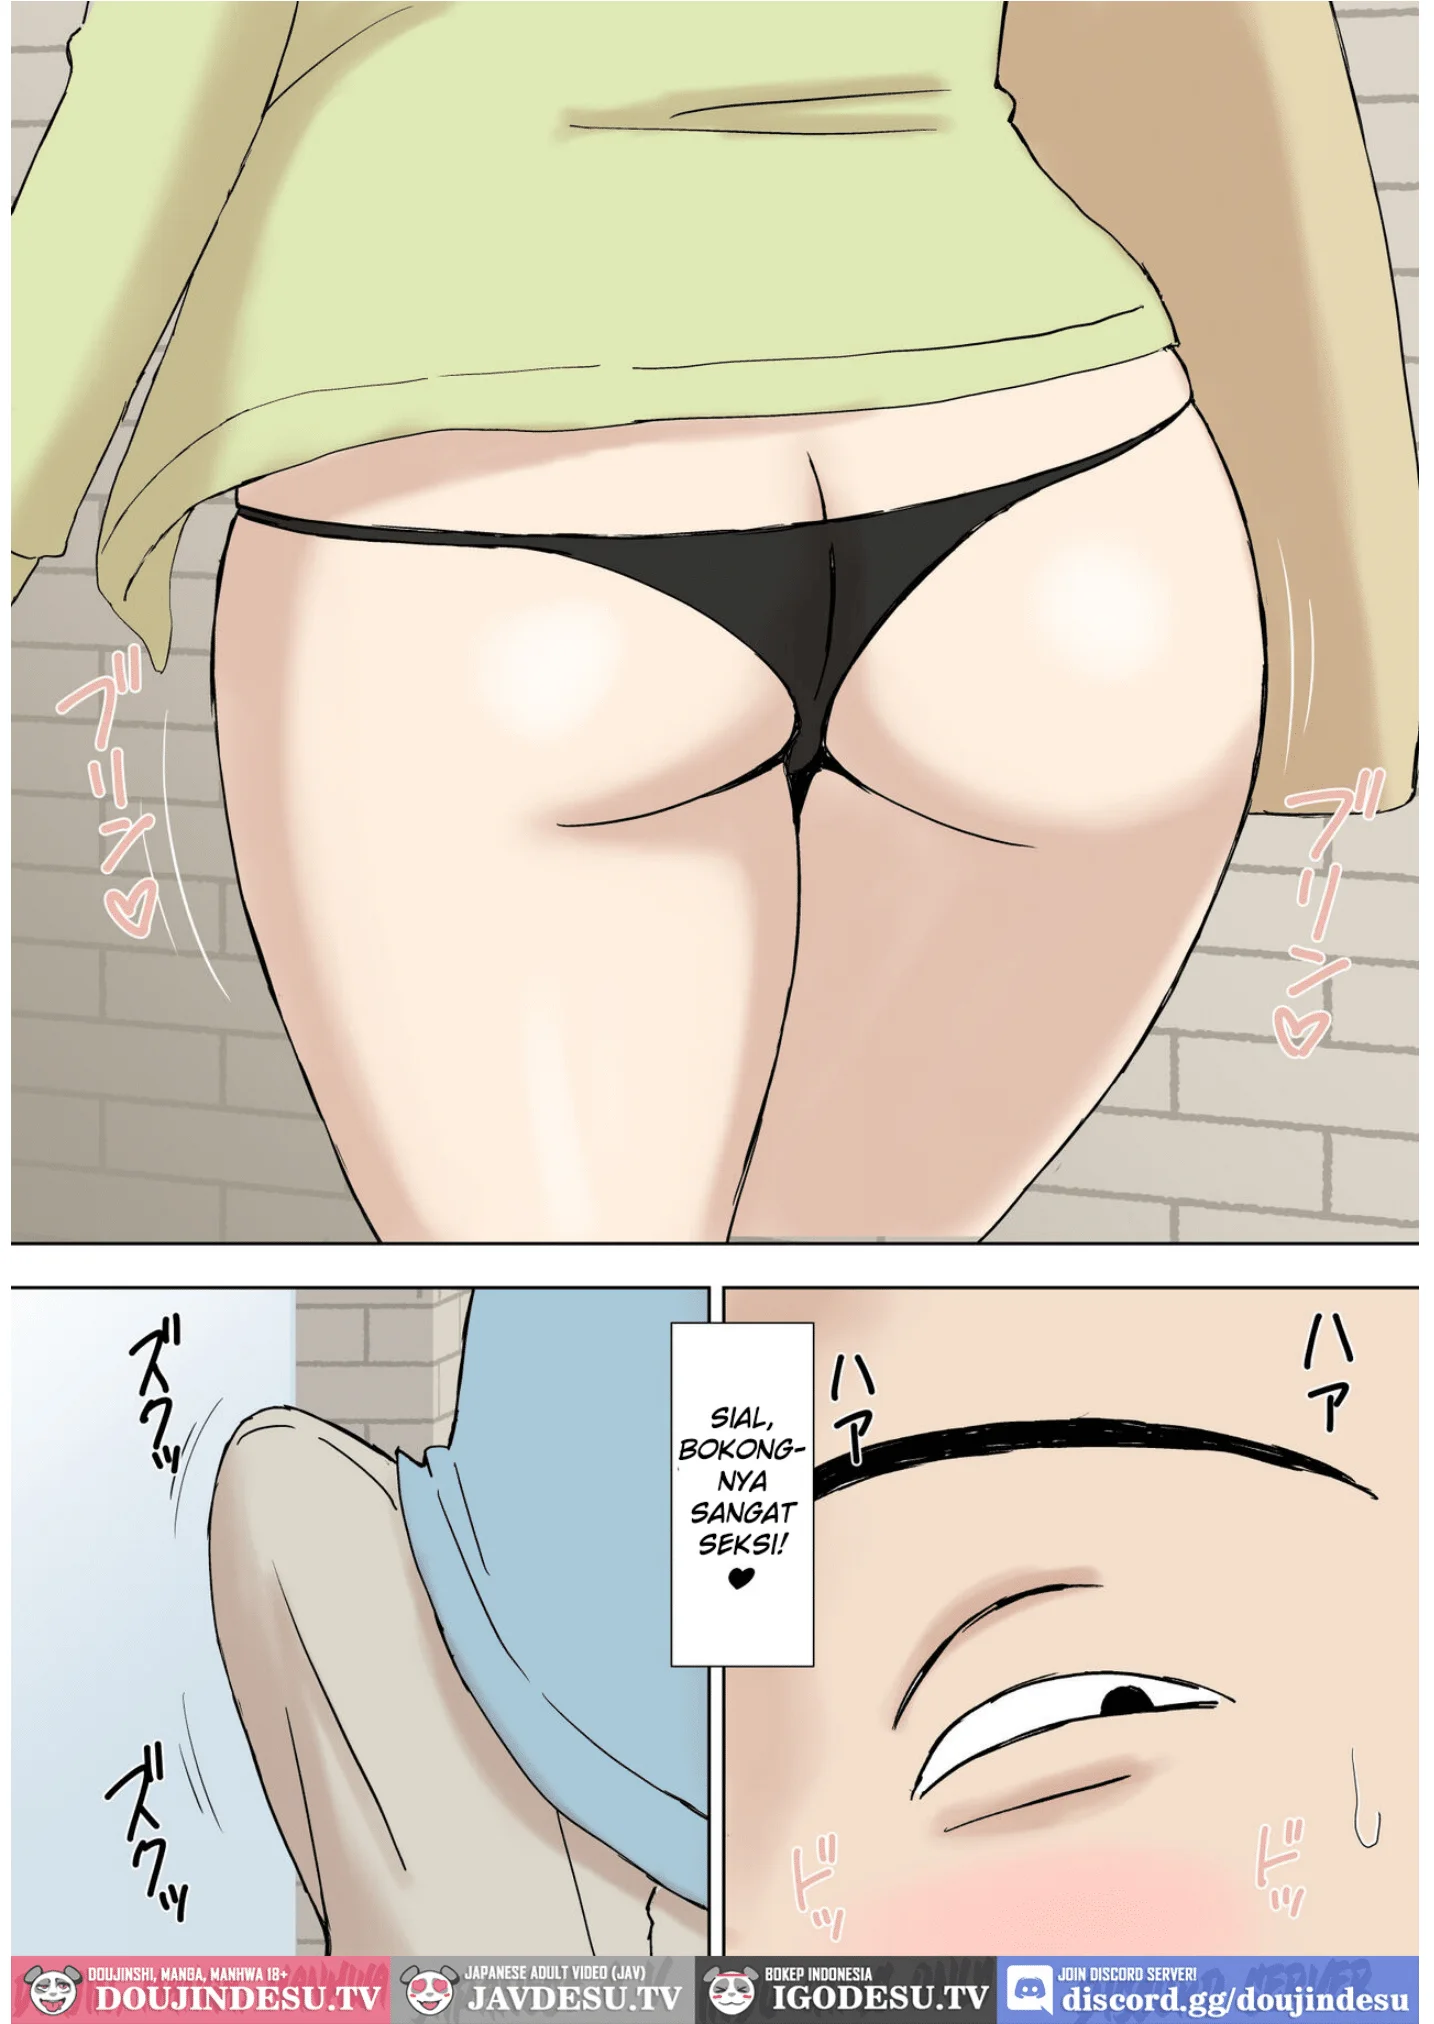 ブリン♡
ブリン♡
ズクッ
ズクッ
SIAL,
BOKONG-
NYA
SANGAT
SEKSI!
♥
ハァ
ハァ
ドッ
ドッ
DOUJINSHI, MANGA, MANHWA 18+
DOUJINDESU.TV
JAPANESE ADULT VIDEO (JAV)
JAVDESU.TV
BOKEP INDONESIA
IGODESU.TV
JOIN DISCORD SERVER!
discord.gg/doujindesu